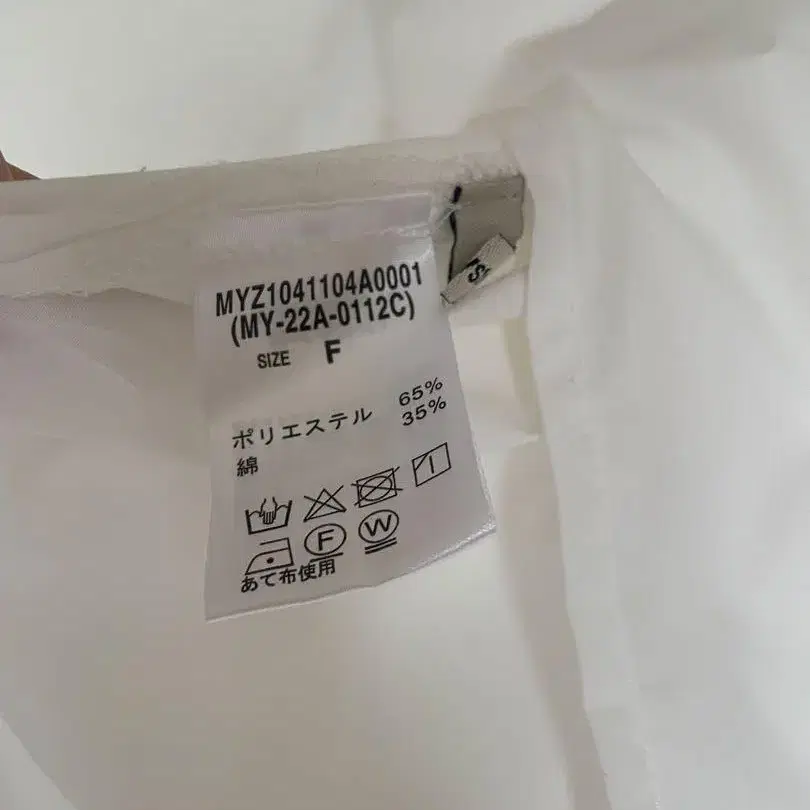 MYZ1041104A0001
(MY-22A-0112C)
SIZE F
ポリエステル 65%
綿 35%
F W
あて布使用